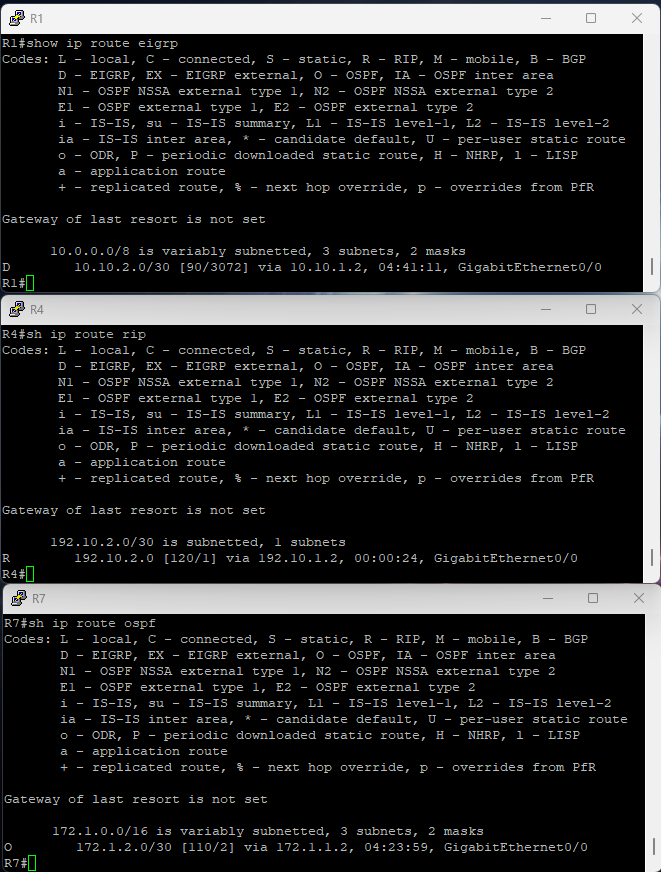 R1
R1#show ip route eigrp
Codes: L - local, C - connected, S - static, R - RIP, M - mobile, B - BGP
       D - EIGRP, EX - EIGRP external, O - OSPF, IA - OSPF inter area
       N1 - OSPF NSSA external type 1, N2 - OSPF NSSA external type 2
       E1 - OSPF external type 1, E2 - OSPF external type 2
       i - IS-IS, su - IS-IS summary, L1 - IS-IS level-1, L2 - IS-IS level-2
       ia - IS-IS inter area, * - candidate default, U - per-user static route
       o - ODR, P - periodic downloaded static route, H - NHRP, l - LISP
       a - application route
       + - replicated route, % - next hop override, p - overrides from PfR
Gateway of last resort is not set
      10.0.0.0/8 is variably subnetted, 3 subnets, 2 masks
D        10.10.2.0/30 [90/3072] via 10.10.1.2, 04:41:11, GigabitEthernet0/0
R1#
R4
R4#sh ip route rip
Codes: L - local, C - connected, S - static, R - RIP, M - mobile, B - BGP
       D - EIGRP, EX - EIGRP external, O - OSPF, IA - OSPF inter area
       N1 - OSPF NSSA external type 1, N2 - OSPF NSSA external type 2
       E1 - OSPF external type 1, E2 - OSPF external type 2
       i - IS-IS, su - IS-IS summary, L1 - IS-IS level-1, L2 - IS-IS level-2
       ia - IS-IS inter area, * - candidate default, U - per-user static route
       o - ODR, P - periodic downloaded static route, H - NHRP, l - LISP
       a - application route
       + - replicated route, % - next hop override, p - overrides from PfR
Gateway of last resort is not set
      192.10.2.0/30 is subnetted, 1 subnets
R        192.10.2.0 [120/1] via 192.10.1.2, 00:00:24, GigabitEthernet0/0
R4#
R7
R7#sh ip route ospf
Codes: L - local, C - connected, S - static, R - RIP, M - mobile, B - BGP
       D - EIGRP, EX - EIGRP external, O - OSPF, IA - OSPF inter area
       N1 - OSPF NSSA external type 1, N2 - OSPF NSSA external type 2
       E1 - OSPF external type 1, E2 - OSPF external type 2
       i - IS-IS, su - IS-IS summary, L1 - IS-IS level-1, L2 - IS-IS level-2
       ia - IS-IS inter area, * - candidate default, U - per-user static route
       o - ODR, P - periodic downloaded static route, H - NHRP, l - LISP
       a - application route
       + - replicated route, % - next hop override, p - overrides from PfR
Gateway of last resort is not set
      172.1.0.0/16 is variably subnetted, 3 subnets, 2 masks
O        172.1.2.0/30 [110/2] via 172.1.1.2, 04:23:59, GigabitEthernet0/0
R7#